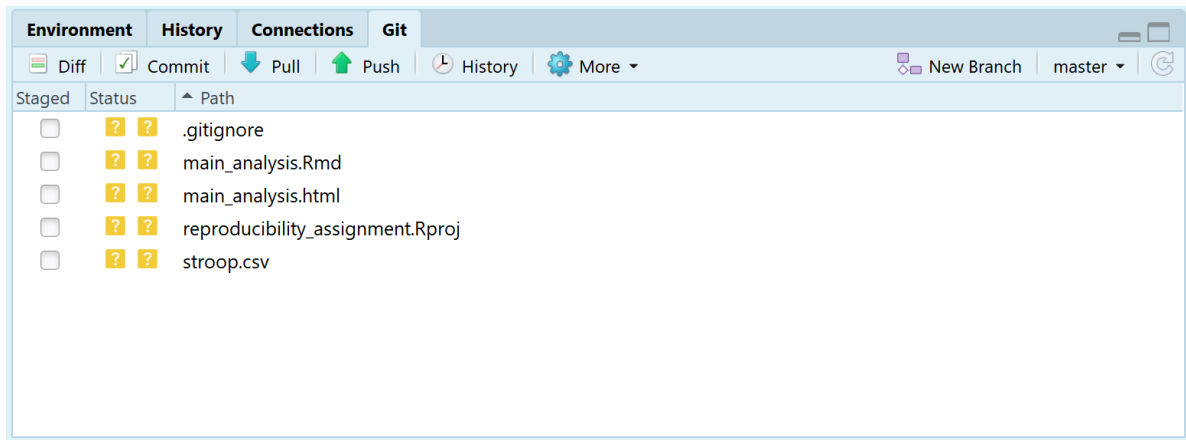 Environment History Connections Git
Diff Commit Pull Push History More New Branch master
Staged Status Path
? ? .gitignore
? ? main_analysis.Rmd
? ? main_analysis.html
? ? reproducibility_assignment.Rproj
? ? stroop.csv